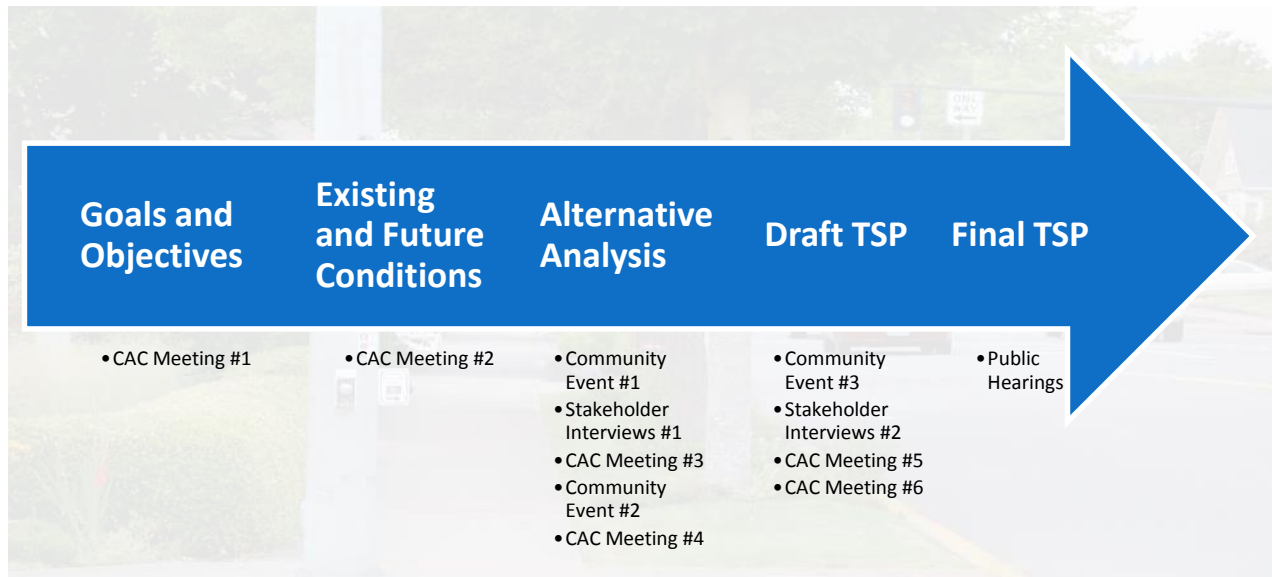 Goals and
Objectives
Existing
and Future
Conditions
Alternative
Analysis
Draft TSP
Final TSP
•CAC Meeting #1
•CAC Meeting #2
•Community
Event #1
•Stakeholder
Interviews #1
•CAC Meeting #3
•Community
Event #2
•CAC Meeting #4
•Community
Event #3
•Stakeholder
Interviews #2
•CAC Meeting #5
•CAC Meeting #6
•Public
Hearings
ONE
WAY